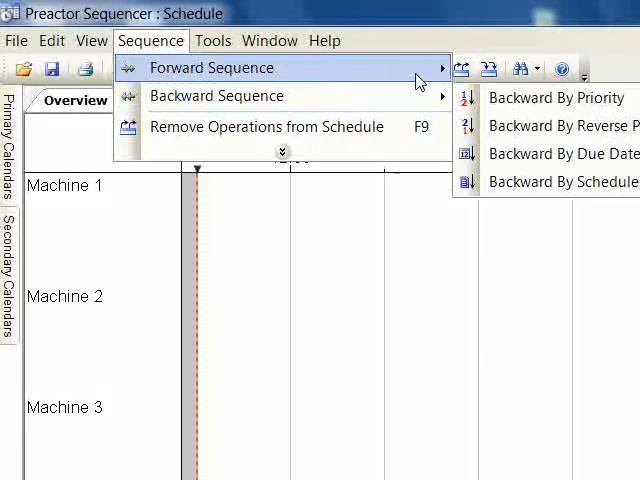 Preactor Sequencer : Schedule
File Edit View Sequence Tools Window Help
Forward Sequence
Backward Sequence
Remove Operations from Schedule F9
Backward By Priority
Backward By Reverse P
Backward By Due Date
Backward By Schedule
Overview
Primary Calendars
Secondary Calendars
Machine 1
Machine 2
Machine 3